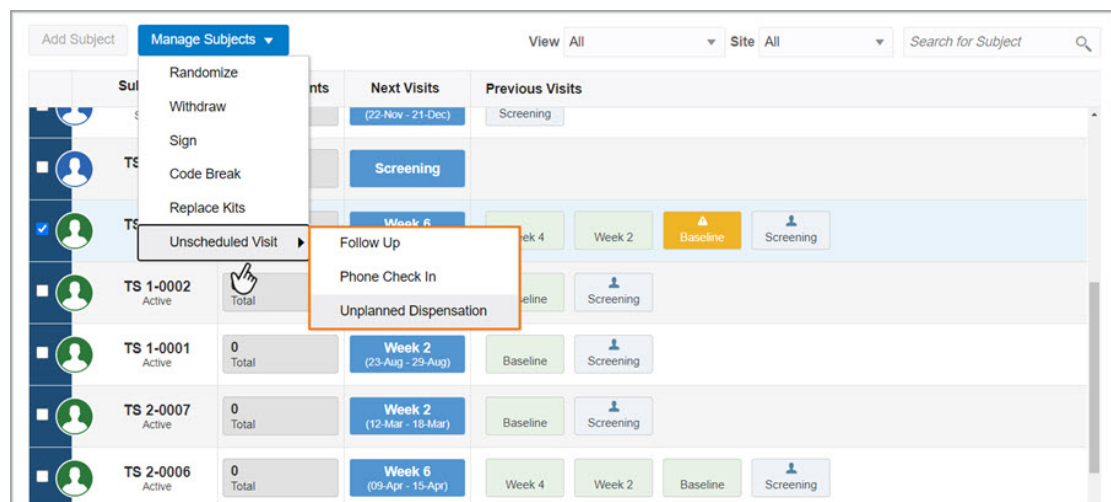 Add Subject
Manage Subjects
View All
Site All
Search for Subject
Next Visits
Previous Visits
Randomize
Withdraw
Sign
Code Break
Replace Kits
Unscheduled Visit
Follow Up
Phone Check In
Unplanned Dispensation
(22-Nov - 21-Dec)
Screening
Screening
Week 6
Week 2
Baseline
Screening
TS 1-0002
Active
Total
Screening
TS 1-0001
Active
0
Total
Week 2
(23-Aug - 29-Aug)
Baseline
Screening
TS 2-0007
Active
0
Total
Week 2
(12-Mar - 18-Mar)
Baseline
Screening
TS 2-0006
Active
0
Total
Week 6
(09-Apr - 15-Apr)
Week 4
Week 2
Baseline
Screening